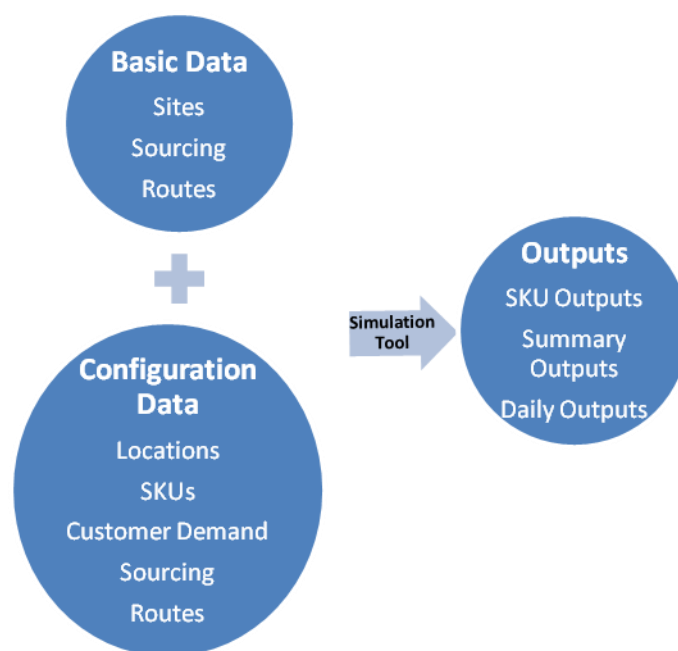 Basic Data
Sites
Sourcing
Routes
Configuration
Data
Locations
SKUs
Customer Demand
Sourcing
Routes
Simulation
Tool
Outputs
SKU Outputs
Summary
Outputs
Daily Outputs